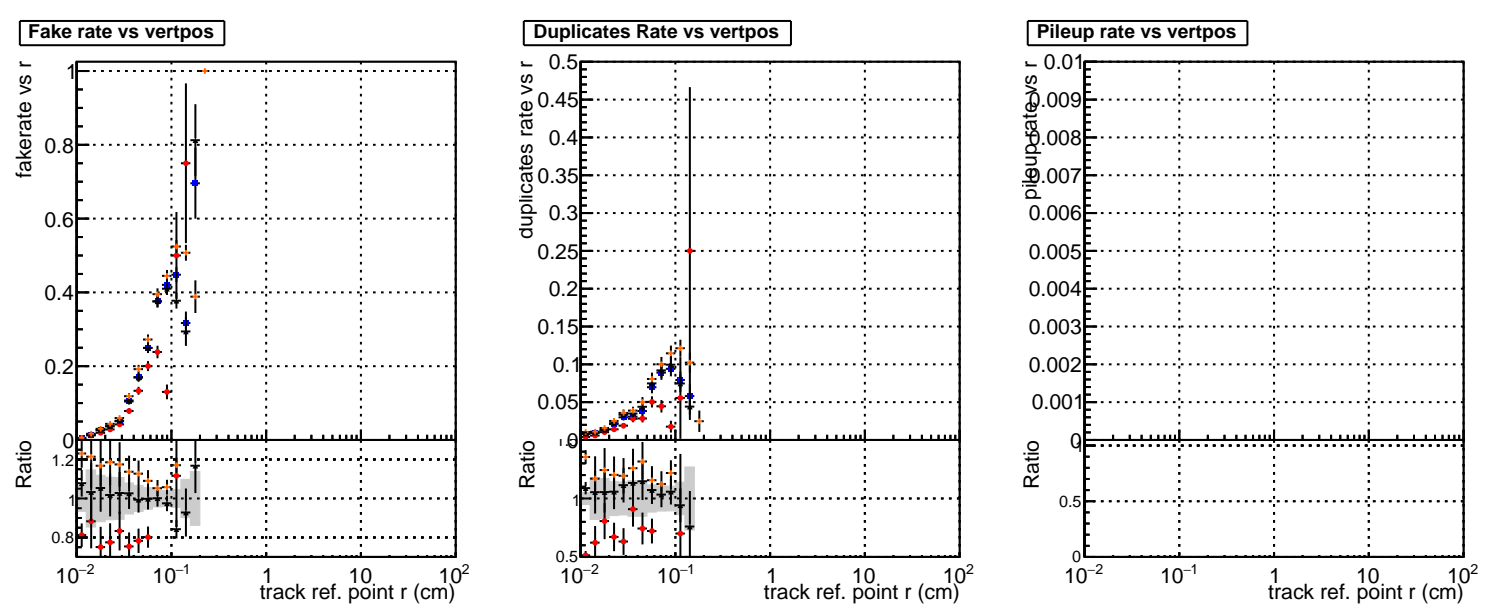 Fake rate vs vertpos
fakerate vs r
1
0.8
0.6
0.4
0.2
0
Ratio
1.2
1
0.8
10−2 10−1 1 10 102
track ref. point r (cm)
Duplicates Rate vs vertpos
duplicates rate vs r
0.5
0.45
0.4
0.35
0.3
0.25
0.2
0.15
0.1
0.05
0
Ratio
1
0.5
10−2 10−1 1 10 102
track ref. point r (cm)
Pileup rate vs vertpos
pileup rate vs r
0.01
0.009
0.008
0.007
0.006
0.005
0.004
0.003
0.002
0.001
0
Ratio
1
0.5
0
10−2 10−1 1 10 102
track ref. point r (cm)